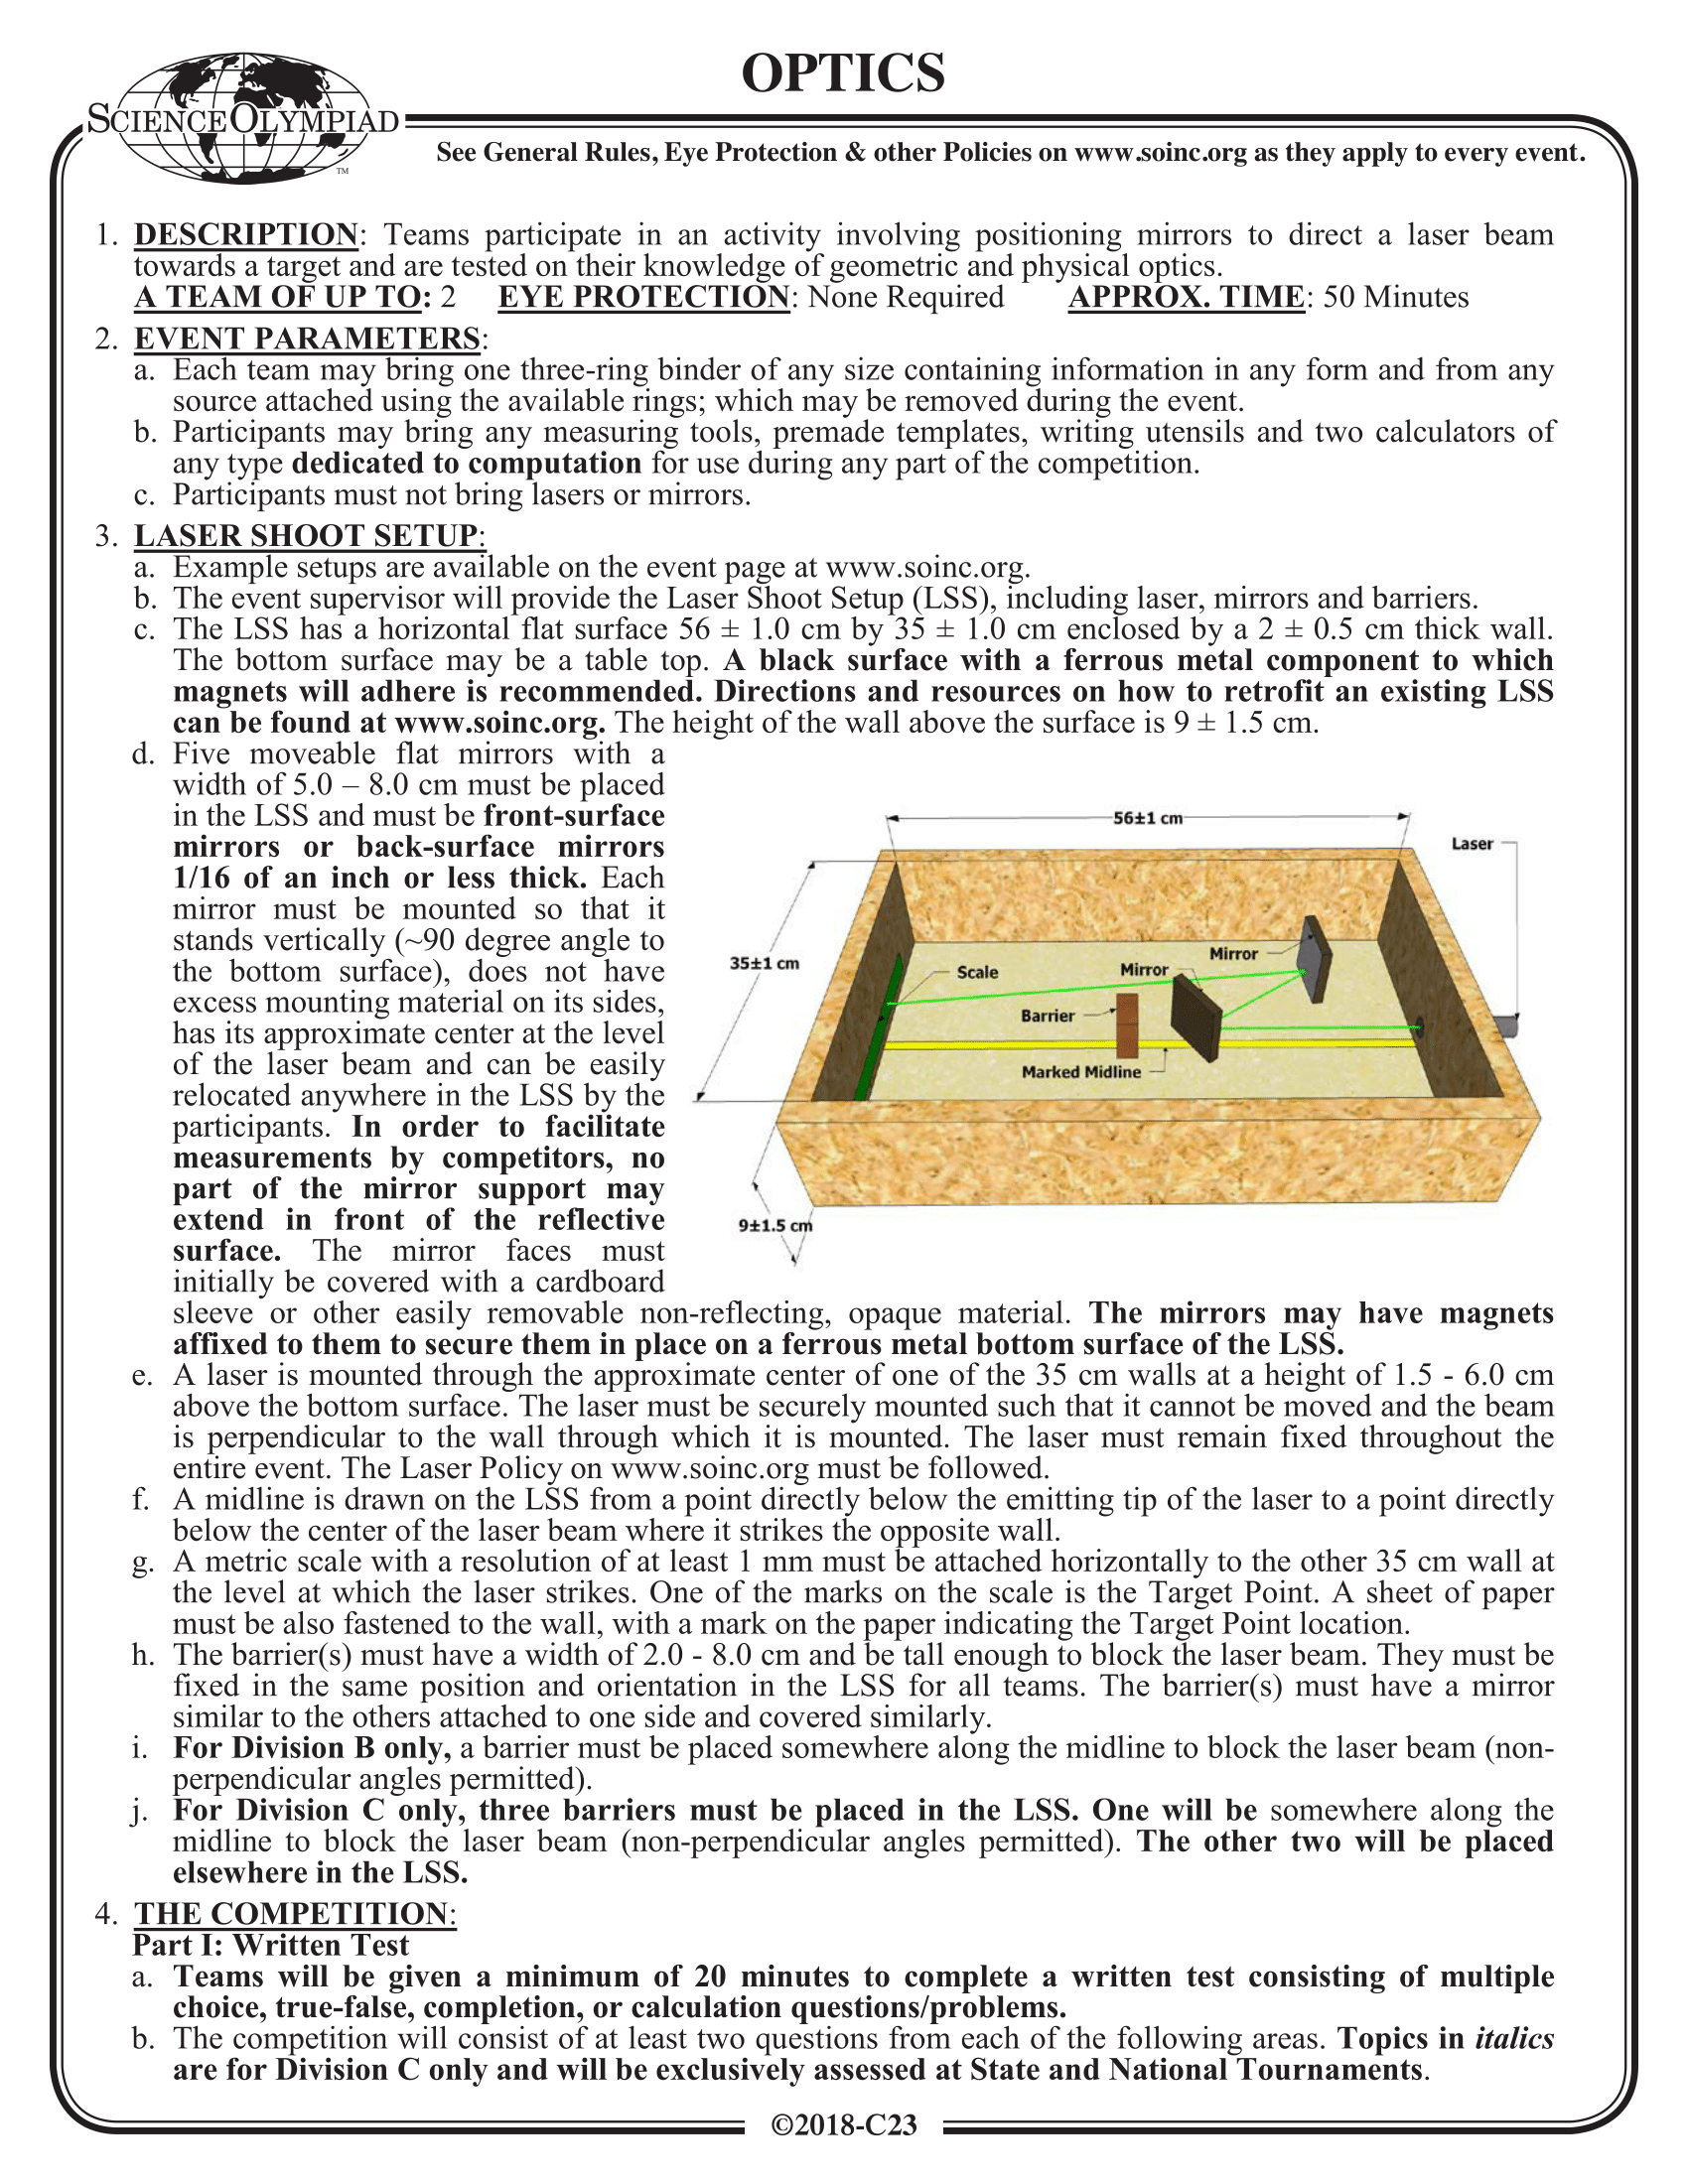 OPTICS
SCIENCE OLYMPIAD
TM
See General Rules, Eye Protection & other Policies on www.soinc.org as they apply to every event.
1. DESCRIPTION: Teams participate in an activity involving positioning mirrors to direct a laser beam
towards a target and are tested on their knowledge of geometric and physical optics.
A TEAM OF UP TO: 2 EYE PROTECTION: None Required APPROX. TIME: 50 Minutes
2. EVENT PARAMETERS:
a. Each team may bring one three-ring binder of any size containing information in any form and from any
source attached using the available rings; which may be removed during the event.
b. Participants may bring any measuring tools, premade templates, writing utensils and two calculators of
any type dedicated to computation for use during any part of the competition.
c. Participants must not bring lasers or mirrors.
3. LASER SHOOT SETUP:
a. Example setups are available on the event page at www.soinc.org.
b. The event supervisor will provide the Laser Shoot Setup (LSS), including laser, mirrors and barriers.
c. The LSS has a horizontal flat surface 56 ± 1.0 cm by 35 ± 1.0 cm enclosed by a 2 ± 0.5 cm thick wall.
The bottom surface may be a table top. A black surface with a ferrous metal component to which
magnets will adhere is recommended. Directions and resources on how to retrofit an existing LSS
can be found at www.soinc.org. The height of the wall above the surface is 9 ± 1.5 cm.
d. Five moveable flat mirrors with a
width of 5.0 – 8.0 cm must be placed
in the LSS and must be front-surface
mirrors or back-surface mirrors
1/16 of an inch or less thick. Each
mirror must be mounted so that it
stands vertically (~90 degree angle to
the bottom surface), does not have
excess mounting material on its sides,
has its approximate center at the level
of the laser beam and can be easily
relocated anywhere in the LSS by the
participants. In order to facilitate
measurements by competitors, no
part of the mirror support may
extend in front of the reflective
surface. The mirror faces must
initially be covered with a cardboard
sleeve or other easily removable non-reflecting, opaque material. The mirrors may have magnets
affixed to them to secure them in place on a ferrous metal bottom surface of the LSS.
56±1 cm
Laser
35±1 cm
Scale
Mirror
Mirror
Barrier
Marked Midline
9±1.5 cm
e. A laser is mounted through the approximate center of one of the 35 cm walls at a height of 1.5 - 6.0 cm
above the bottom surface. The laser must be securely mounted such that it cannot be moved and the beam
is perpendicular to the wall through which it is mounted. The laser must remain fixed throughout the
entire event. The Laser Policy on www.soinc.org must be followed.
f. A midline is drawn on the LSS from a point directly below the emitting tip of the laser to a point directly
below the center of the laser beam where it strikes the opposite wall.
g. A metric scale with a resolution of at least 1 mm must be attached horizontally to the other 35 cm wall at
the level at which the laser strikes. One of the marks on the scale is the Target Point. A sheet of paper
must be also fastened to the wall, with a mark on the paper indicating the Target Point location.
h. The barrier(s) must have a width of 2.0 - 8.0 cm and be tall enough to block the laser beam. They must be
fixed in the same position and orientation in the LSS for all teams. The barrier(s) must have a mirror
similar to the others attached to one side and covered similarly.
i. For Division B only, a barrier must be placed somewhere along the midline to block the laser beam (non-
perpendicular angles permitted).
j. For Division C only, three barriers must be placed in the LSS. One will be somewhere along the
midline to block the laser beam (non-perpendicular angles permitted). The other two will be placed
elsewhere in the LSS.
4. THE COMPETITION:
Part I: Written Test
a. Teams will be given a minimum of 20 minutes to complete a written test consisting of multiple
choice, true-false, completion, or calculation questions/problems.
b. The competition will consist of at least two questions from each of the following areas. Topics in italics
are for Division C only and will be exclusively assessed at State and National Tournaments.
©2018-C23